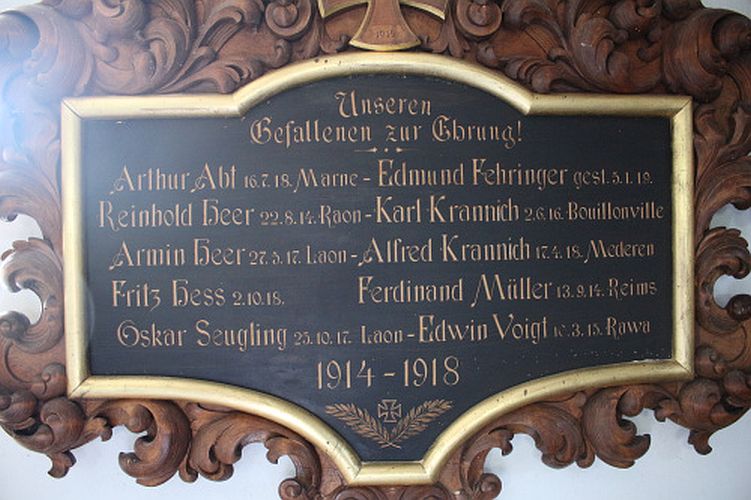 1914
Unseren
Gefallenen zur Ehrung!
Arthur Abt 16.7.18. Marne - Edmund Fehringer gest. 5.1.19.
Reinhold Heer 22.8.14. Raon - Karl Krannich 2.6.16. Bouillonville
Armin Heer 27.5.17. Laon - Alfred Krannich 17.4.18. Mederen
Fritz Hess 2.10.18. Ferdinand Müller 13.9.14. Reims
Oskar Seugling 25.10.17. Laon - Edwin Voigt 10.3.15. Rawa
1914 - 1918